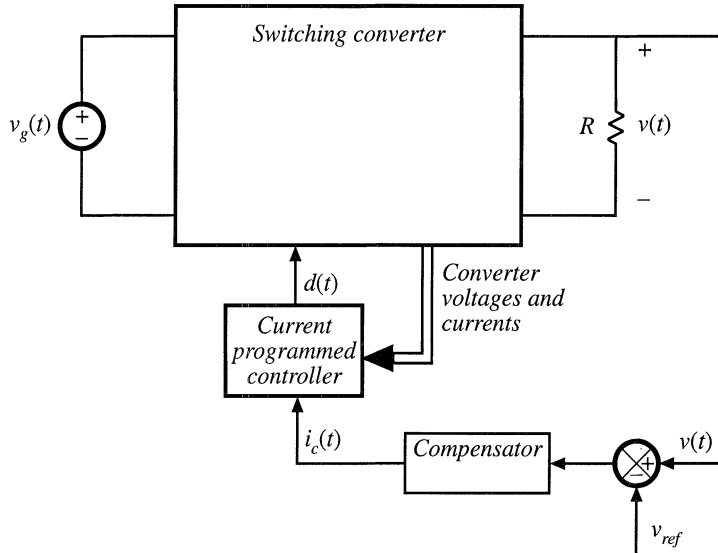 Switching converter
+
v_g(t)
+
−
R
v(t)
−
d(t)
Converter
voltages and
currents
Current
programmed
controller
i_c(t)
Compensator
v(t)
+
−
v_ref